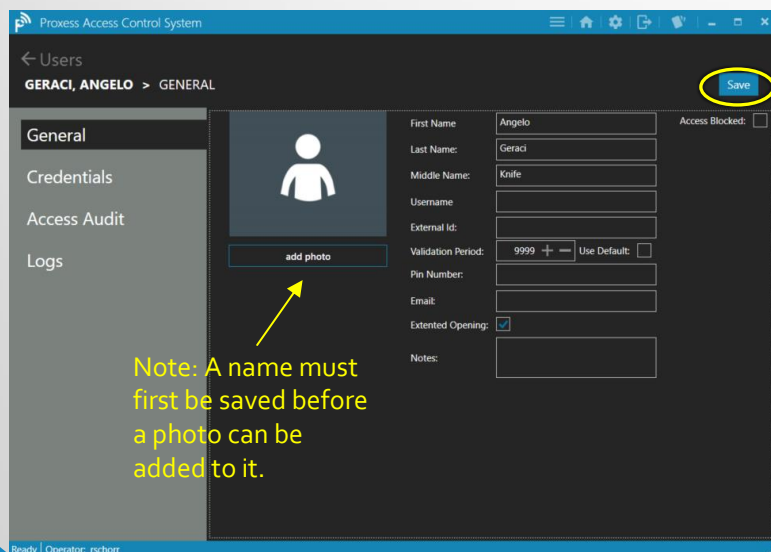 Proxess Access Control System
Users
GERACI, ANGELO > GENERAL
Save
General
Credentials
Access Audit
Logs
add photo
First Name Angelo
Last Name: Geraci
Middle Name: Knife
Username
External Id:
Validation Period: 9999 + − Use Default:
Pin Number:
Email:
Extented Opening:
Notes:
Access Blocked:
Note: A name must
first be saved before
a photo can be
added to it.
Ready Operator: rschorr